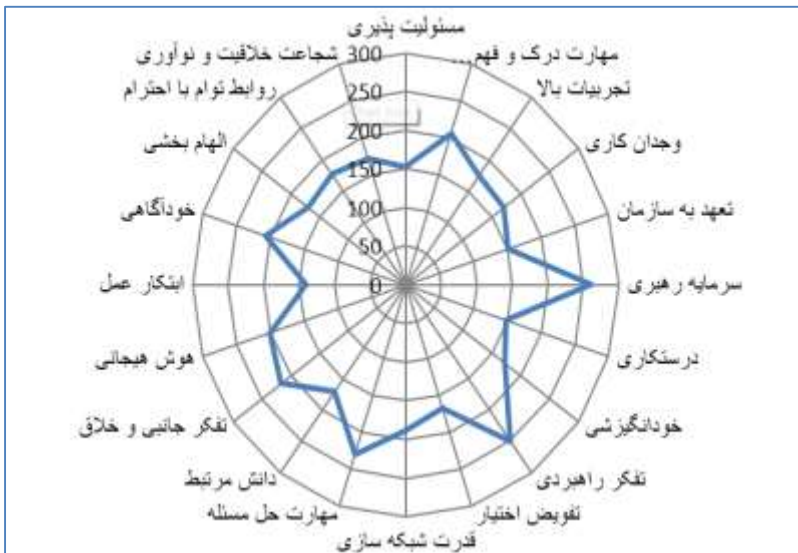 مسئولیت پذیری
مهارت درک و فهم...
تجربیات بالا
وجدان کاری
تعهد به سازمان
سرمایه رهبری
درستکاری
خودانگیزشی
تفکر راهبردی
تفویض اختیار
قدرت شبکه سازی
مهارت حل مسئله
دانش مرتبط
تفکر جانبی و خلاق
هوش هیجانی
ابتکار عمل
خودآگاهی
الهام بخشی
روابط توام با احترام
شجاعت خلاقیت و نوآوری
300
250
200
150
100
50
0